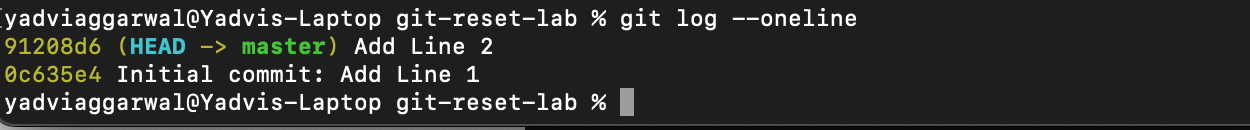 yadviaggarwal@Yadvis-Laptop git-reset-lab % git log --oneline
91208d6 (HEAD -> master) Add Line 2
0c635e4 Initial commit: Add Line 1
yadviaggarwal@Yadvis-Laptop git-reset-lab %